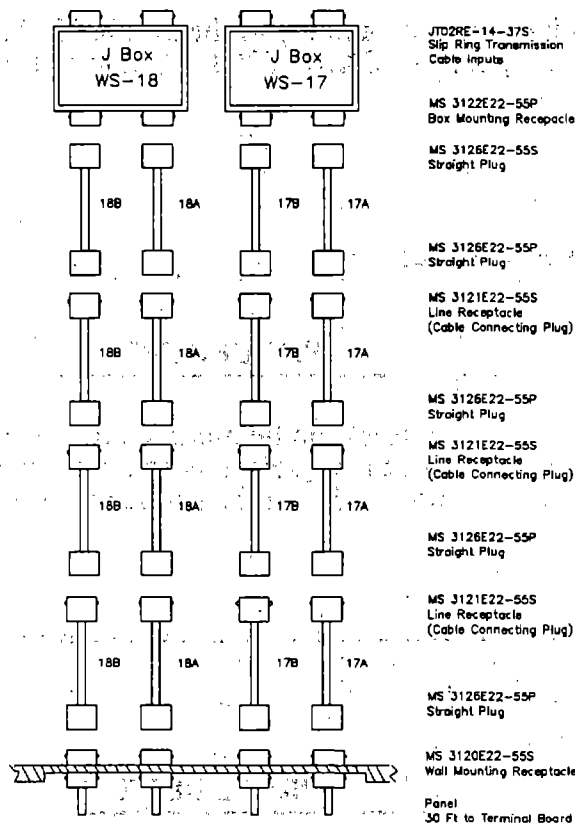 J Box
WS-18
J Box
WS-17
JT02RE-14-37S
Slip Ring Transmission
Cable Inputs
MS 3122E22-55P
Box Mounting Recepacle
MS 3126E22-55S
Straight Plug
18B
18A
17B
17A
MS 3126E22-55P
Straight Plug
MS 3121E22-55S
Line Receptacle
(Cable Connecting Plug)
18B
18A
17B
17A
MS 3126E22-55P
Straight Plug
MS 3121E22-55S
Line Receptacle
(Cable Connecting Plug)
18B
18A
17B
17A
MS 3126E22-55P
Straight Plug
MS 3121E22-55S
Line Receptacle
(Cable Connecting Plug)
18B
18A
17B
17A
MS 3126E22-55P
Straight Plug
MS 3120E22-55S
Wall Mounting Receptacle
Panel
30 Ft to Terminal Board